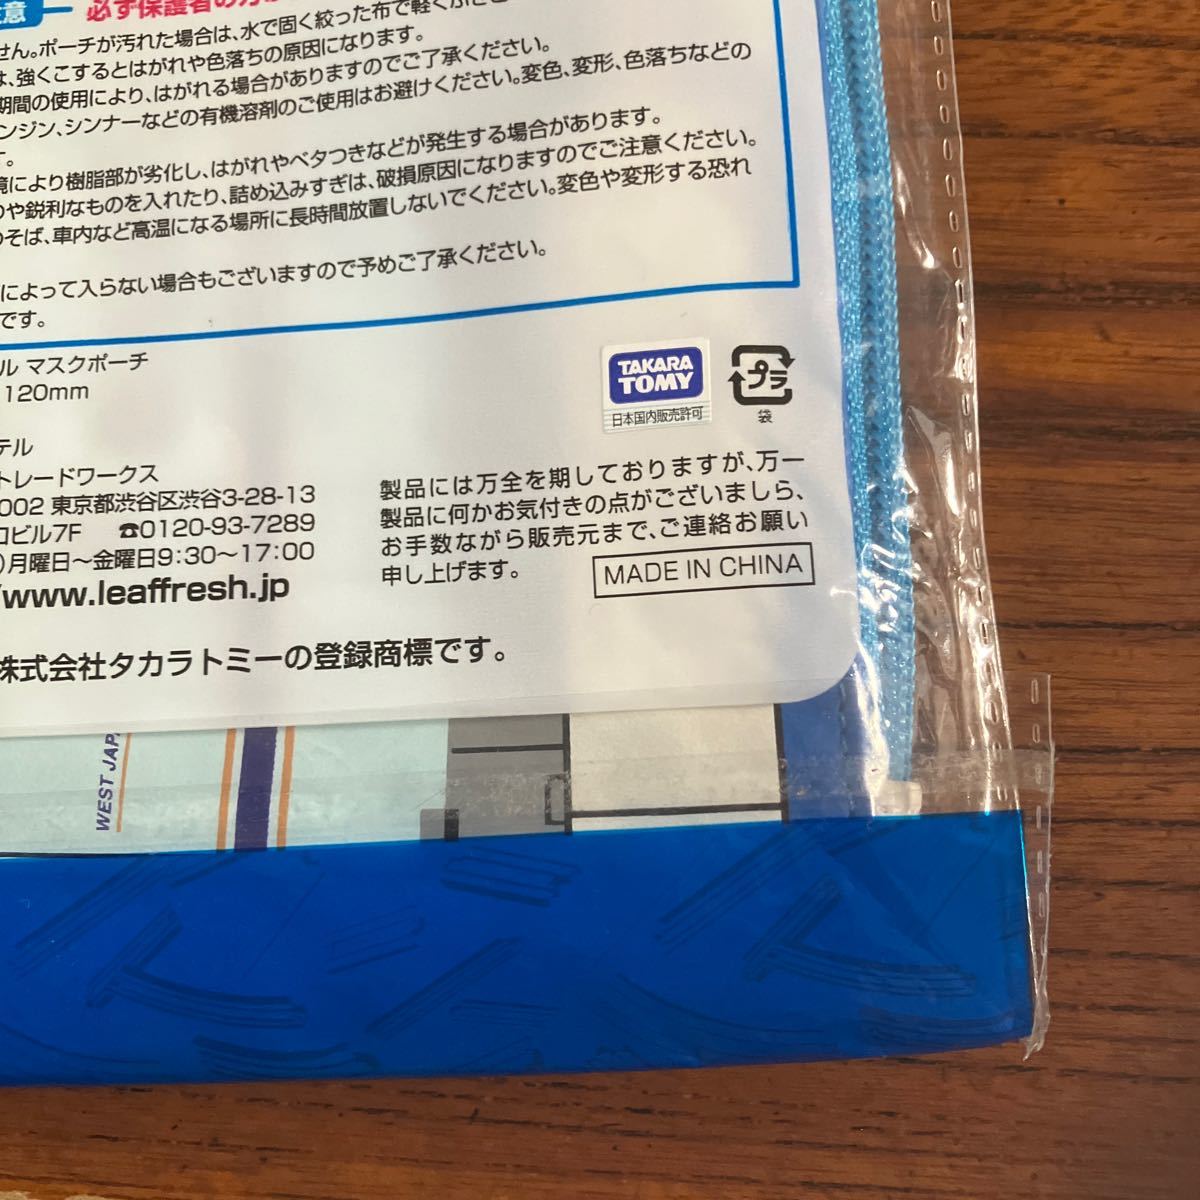 意 必ず保護者の方が
せん。ポーチが汚れた場合は、水で固く絞った布で軽くふき
は、強くこするとはがれや色落ちの原因になります。
期間の使用により、はがれる場合がありますのでご了承ください。
ンジン、シンナーなどの有機溶剤のご使用はお避けください。変色、変形、色落ちなどの
す。
境により樹脂部が劣化し、はがれやベタつきなどが発生する場合があります。
のや鋭利なものを入れたり、詰め込みすぎは、破損原因になりますのでご注意ください。
のそば、車内など高温になる場所に長時間放置しないでください。変色や変形する恐れ
によって入らない場合もございますので予めご了承ください。
です。
ル マスクポーチ
120mm
テル
トレードワークス
002 東京都渋谷区渋谷3-28-13
ロビル7F ☎0120-93-7289
)月曜日〜金曜日9:30〜17:00
/www.leaffresh.jp
株式会社タカラトミーの登録商標です。
TAKARA
TOMY
日本国内販売許可
プラ
袋
製品には万全を期しておりますが、万一
製品に何かお気付きの点がございましら、
お手数ながら販売元まで、ご連絡お願い
申し上げます。
MADE IN CHINA
WEST JAP